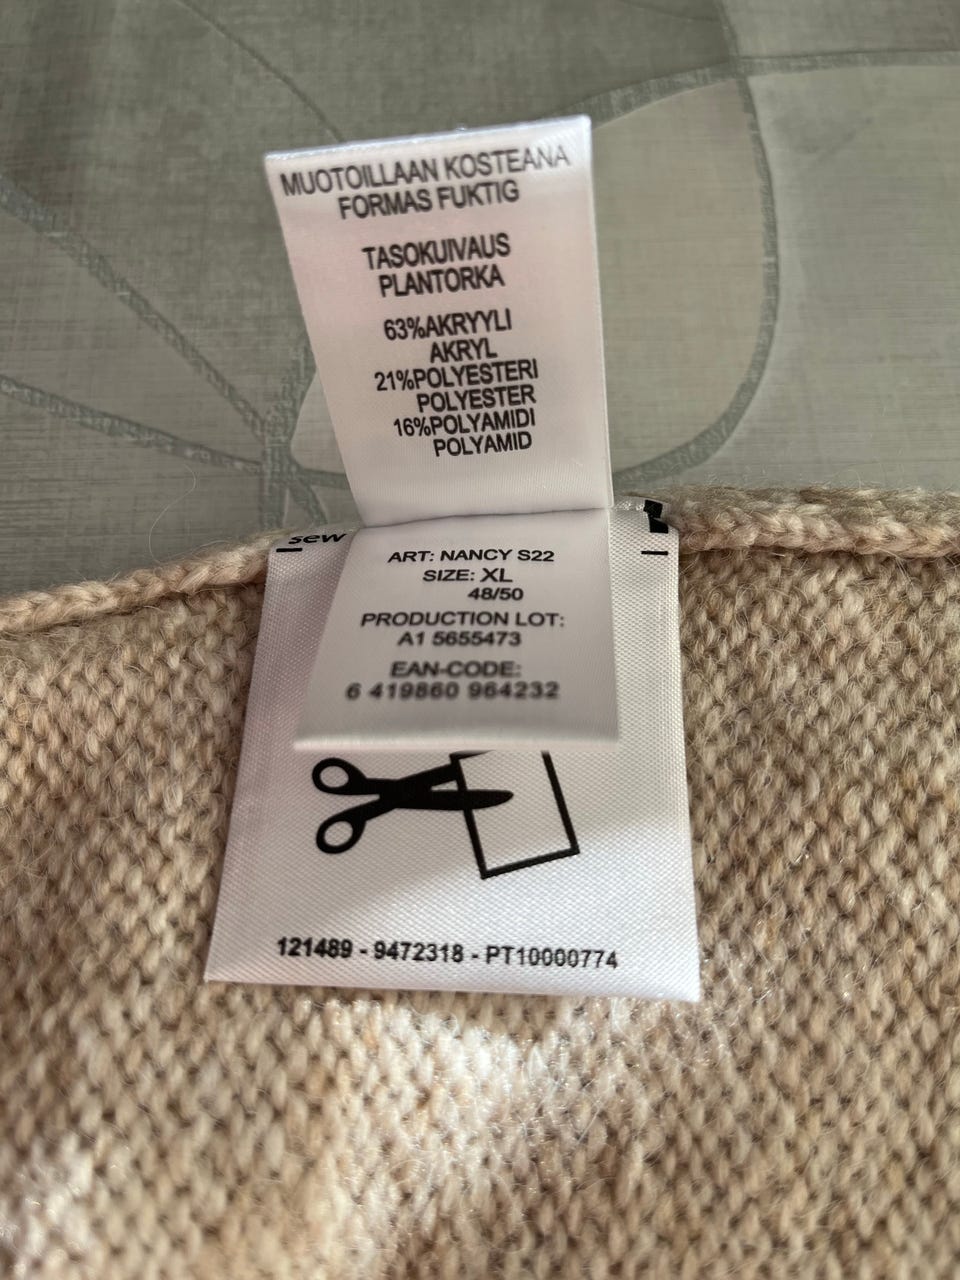 MUOTOILLAAN KOSTEANA
FORMAS FUKTIG
TASOKUIVAUS
PLANTORKA
63%AKRYYLI
AKRYL
21%POLYESTERI
POLYESTER
16%POLYAMIDI
POLYAMID
sew
ART: NANCY S22
SIZE: XL
48/50
PRODUCTION LOT:
A1 5655473
EAN-CODE:
6 419860 964232
121489 - 9472318 - PT10000774